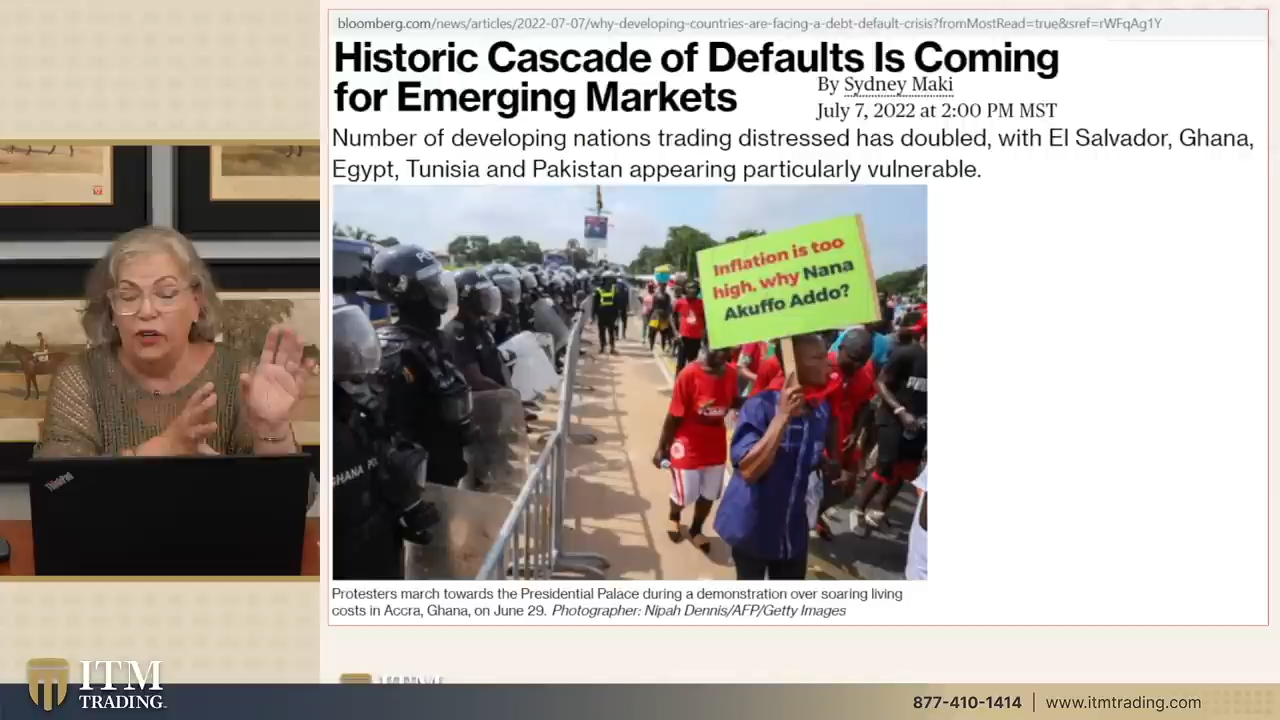 bloomberg.com/news/articles/2022-07-07/why-developing-countries-are-facing-a-debt-default-crisis?fromMostRead=true&sref=rWFqAg1Y
Historic Cascade of Defaults Is Coming
for Emerging Markets
By Sydney Maki
July 7, 2022 at 2:00 PM MST
Number of developing nations trading distressed has doubled, with El Salvador, Ghana,
Egypt, Tunisia and Pakistan appearing particularly vulnerable.
Inflation is too
high, why Nana
Akuffo Addo?
GHANA
ThinkPad
Protesters march towards the Presidential Palace during a demonstration over soaring living
costs in Accra, Ghana, on June 29. Photographer: Nipah Dennis/AFP/Getty Images
ITM
TRADING
877-410-1414 | www.itmtrading.com